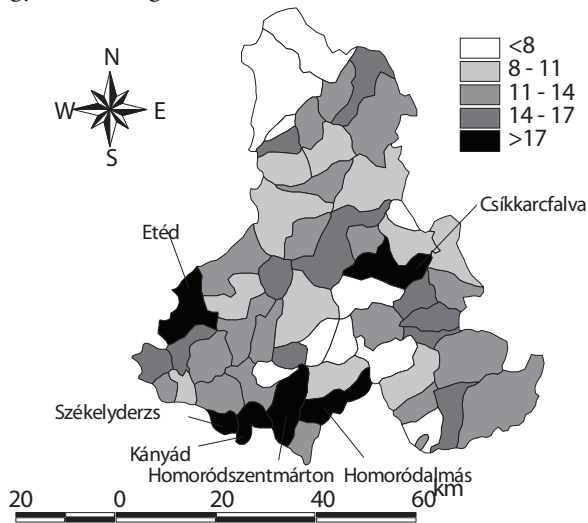 N
W E
S
<8
8 - 11
11 - 14
14 - 17
>17
Csíkkarcfalva
Etéd
Székelyderzs
Kányád
Homoródszentmárton Homoródalmás
20 0 20 40 60
km